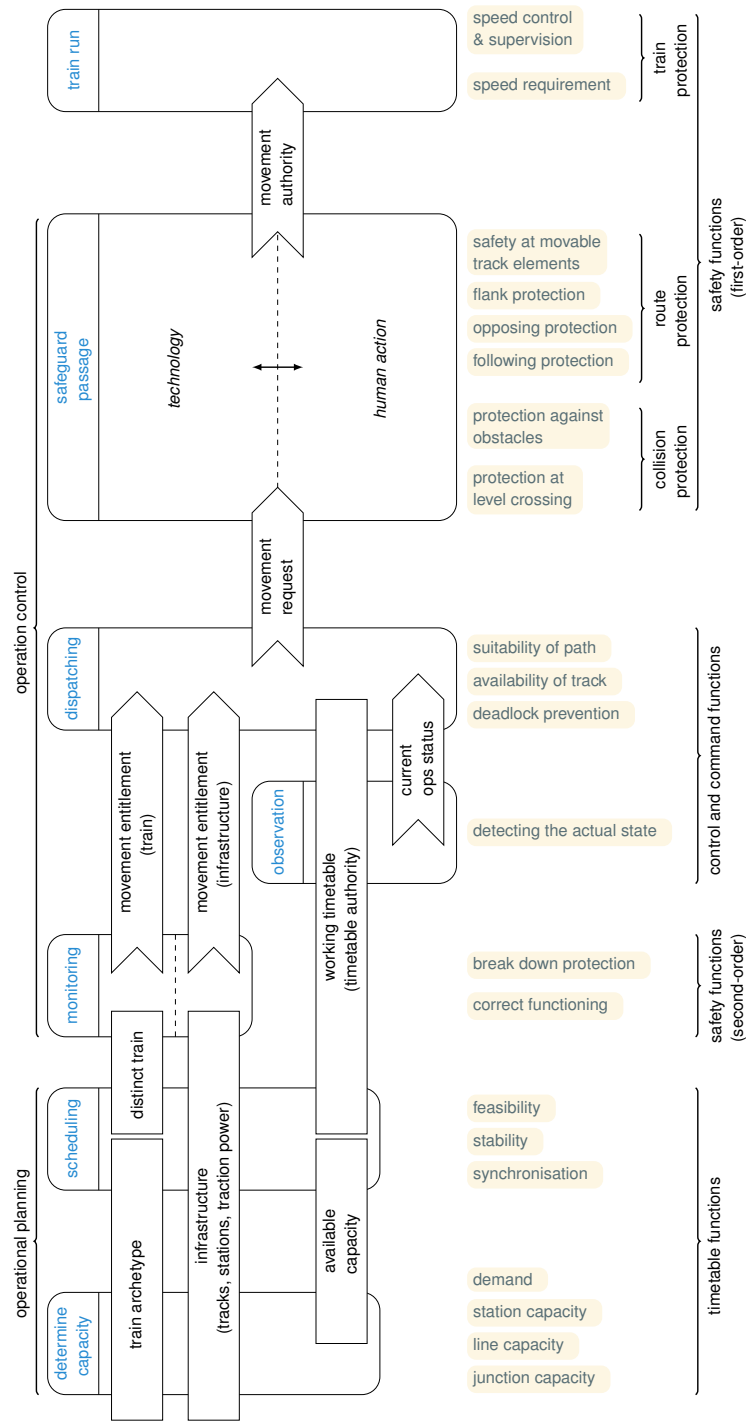 operational planning
operation control
determine
capacity
scheduling
monitoring
observation
dispatching
safeguard
passage
train run
train archetype
distinct train
movement entitlement
(train)
infrastructure
(tracks, stations, traction power)
movement entitlement
(infrastructure)
available
capacity
working timetable
(timetable authority)
current
ops status
movement
request
technology
human action
movement
authority
junction capacity
line capacity
station capacity
demand
synchronisation
stability
feasibility
correct functioning
break down protection
detecting the actual state
deadlock prevention
availability of track
suitability of path
protection at
level crossing
protection against
obstacles
following protection
opposing protection
flank protection
safety at movable
track elements
speed requirement
speed control
& supervision
collision
protection
route
protection
train
protection
timetable functions
safety functions
(second-order)
control and command functions
safety functions
(first-order)